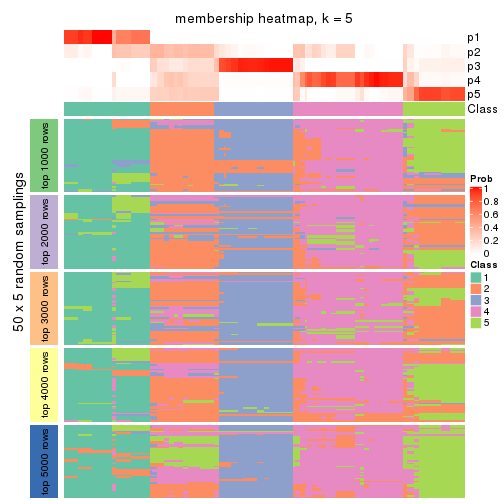 membership heatmap, k = 5
p1
p2
p3
p4
p5
Class
50 x 5 random samplings
top 1000 rows
top 2000 rows
top 3000 rows
top 4000 rows
top 5000 rows
Prob
1
0.8
0.6
0.4
0.2
0
Class
1
2
3
4
5